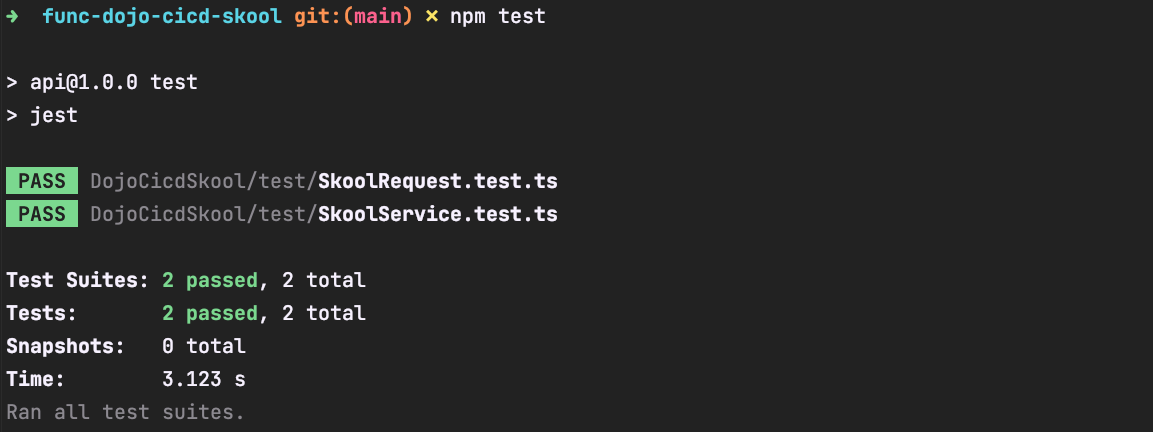 ➜ func-dojo-cicd-skool git:(main) ✗ npm test
> api@1.0.0 test
> jest
PASS DojoCicdSkool/test/SkoolRequest.test.ts
PASS DojoCicdSkool/test/SkoolService.test.ts
Test Suites: 2 passed, 2 total
Tests: 2 passed, 2 total
Snapshots: 0 total
Time: 3.123 s
Ran all test suites.